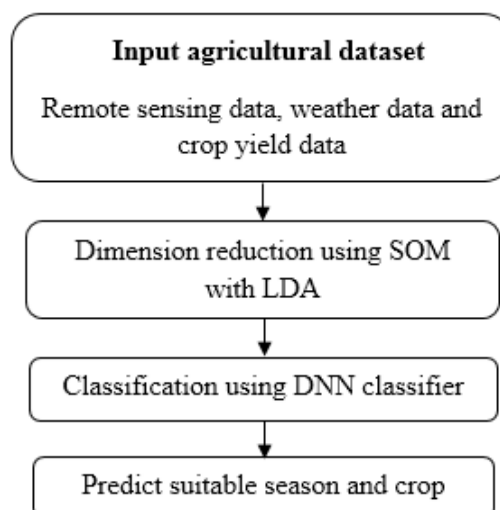 Input agricultural dataset
Remote sensing data, weather data and
crop yield data
Dimension reduction using SOM
with LDA
Classification using DNN classifier
Predict suitable season and crop